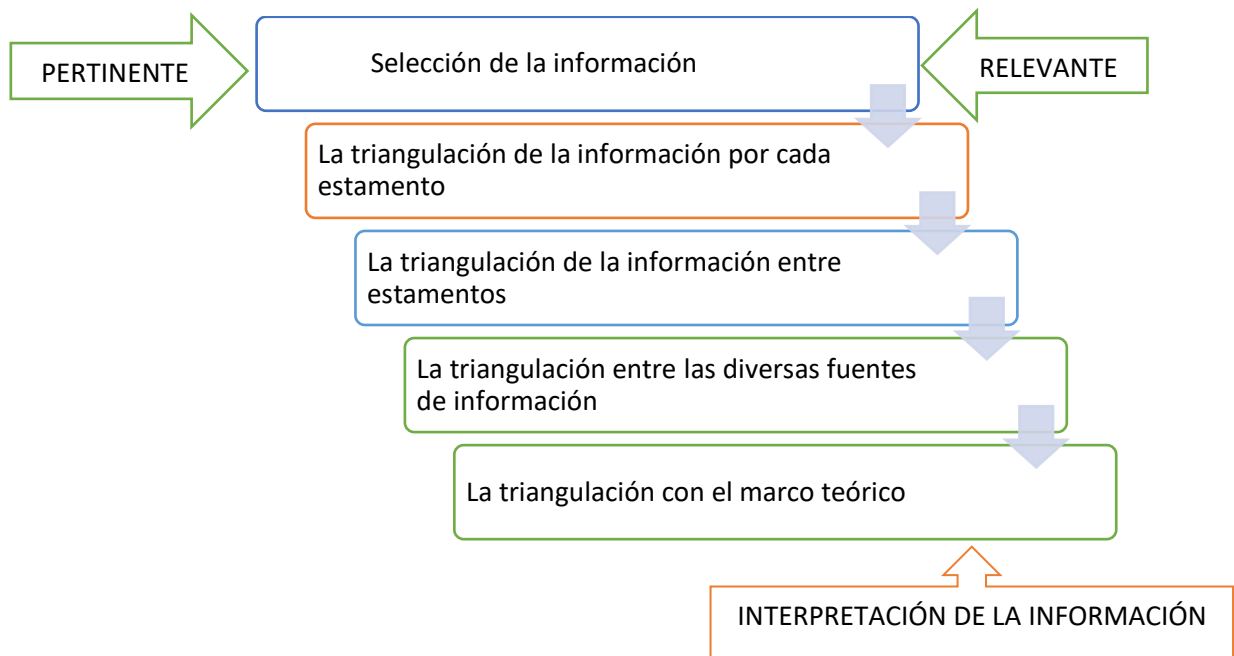 PERTINENTE
Selección de la información
RELEVANTE
La triangulación de la información por cada
estamento
La triangulación de la información entre
estamentos
La triangulación entre las diversas fuentes
de información
La triangulación con el marco teórico
INTERPRETACIÓN DE LA INFORMACIÓN